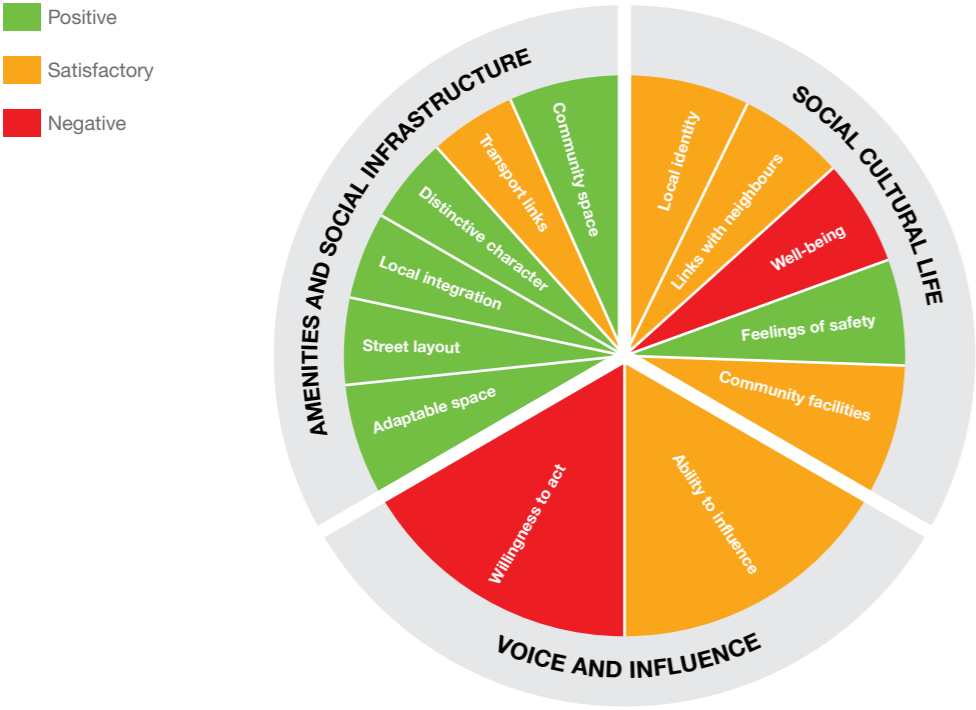 Positive
Satisfactory
Negative
AMENITIES AND SOCIAL INFRASTRUCTURE
Community space
Transport links
Distinctive character
Local integration
Street layout
Adaptable space
SOCIAL CULTURAL LIFE
Local identity
Links with neighbours
Well-being
Feelings of safety
Community facilities
VOICE AND INFLUENCE
Willingness to act
Ability to influence